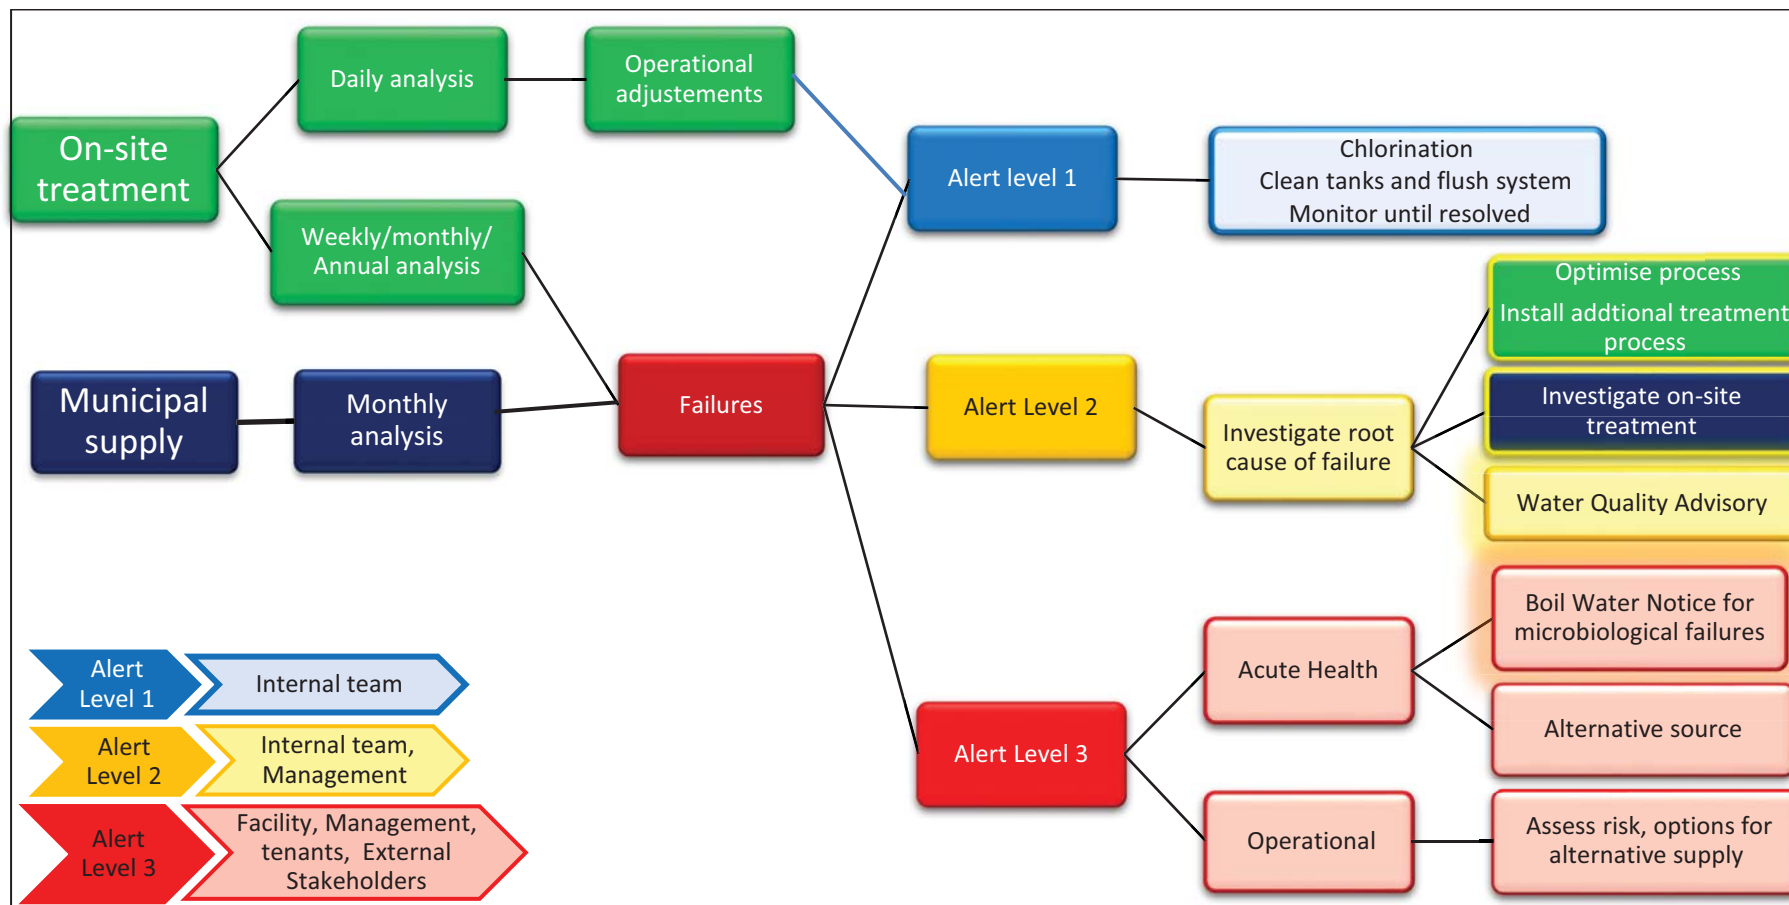 On-site
treatment
Daily analysis
Operational
adjustements
Weekly/monthly/
Annual analysis
Municipal
supply
Monthly
analysis
Failures
Alert level 1
Chlorination
Clean tanks and flush system
Monitor until resolved
Alert Level 2
Investigate root
cause of failure
Optimise process
Install addtional treatment
process
Investigate on-site
treatment
Water Quality Advisory
Alert Level 3
Acute Health
Boil Water Notice for
microbiological failures
Alternative source
Operational
Assess risk, options for
alternative supply
Alert
Level 1
Internal team
Alert
Level 2
Internal team,
Management
Alert
Level 3
Facility, Management,
tenants, External
Stakeholders